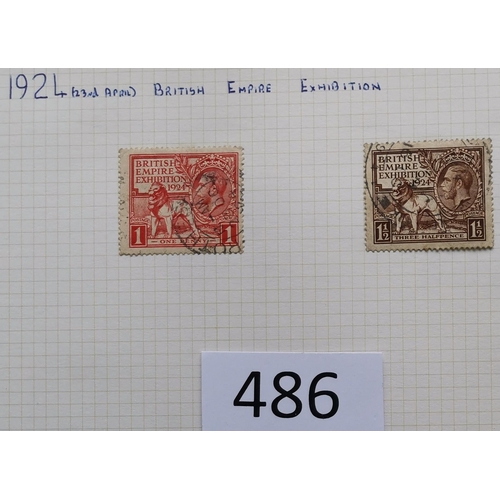 1924 (23rd APRIL) BRITISH EMPIRE EXHIBITION
BRITISH
EMPIRE
EXHIBITION
1924
1 ONE 1
BRITISH
EMPIRE
EXHIBITION
1924
1½ THREE HALFPENCE 1½
486